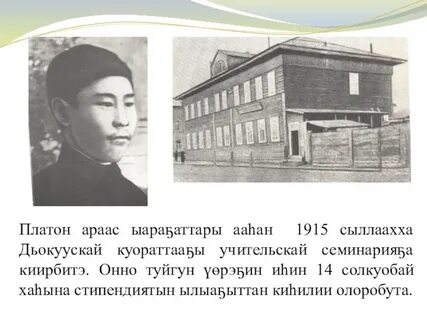 Платон араас ыараҕаттары ааһан 1915 сыллаахха
Дьокуускай куораттааҕы учительскай семинарияҕа
киирбитэ. Онно туйгун үөрэҕин иһин 14 солкуобай
хаһына стипендиятын ылыаҕыттан киһилии олоробута.